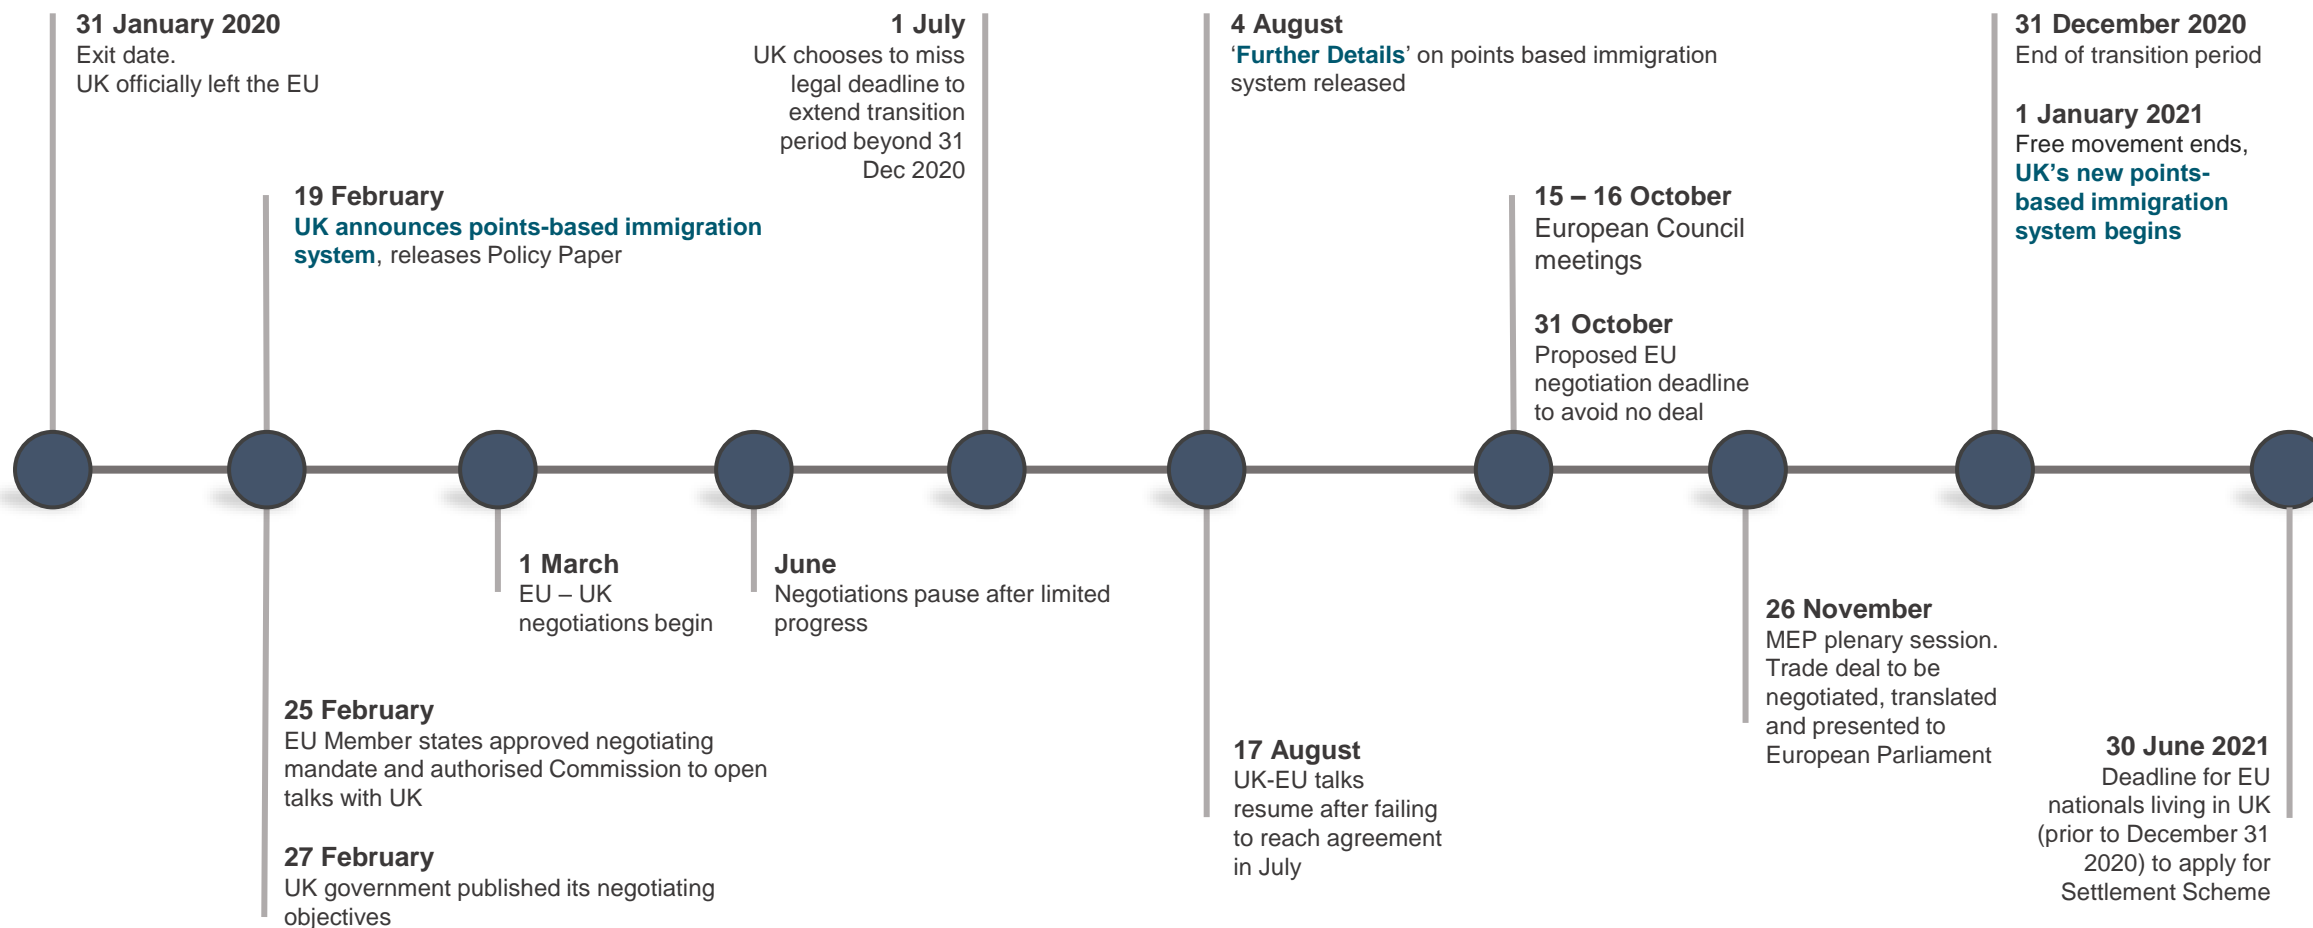 31 January 2020
Exit date.
UK officially left the EU
19 February
UK announces points-based immigration
system, releases Policy Paper
25 February
EU Member states approved negotiating
mandate and authorised Commission to open
talks with UK
27 February
UK government published its negotiating
objectives
1 March
EU – UK
negotiations begin
June
Negotiations pause after limited
progress
1 July
UK chooses to miss
legal deadline to
extend transition
period beyond 31
Dec 2020
4 August
‘Further Details’ on points based immigration
system released
17 August
UK-EU talks
resume after failing
to reach agreement
in July
15 – 16 October
European Council
meetings
31 October
Proposed EU
negotiation deadline
to avoid no deal
26 November
MEP plenary session.
Trade deal to be
negotiated, translated
and presented to
European Parliament
31 December 2020
End of transition period
1 January 2021
Free movement ends,
UK’s new points-
based immigration
system begins
30 June 2021
Deadline for EU
nationals living in UK
(prior to December 31
2020) to apply for
Settlement Scheme